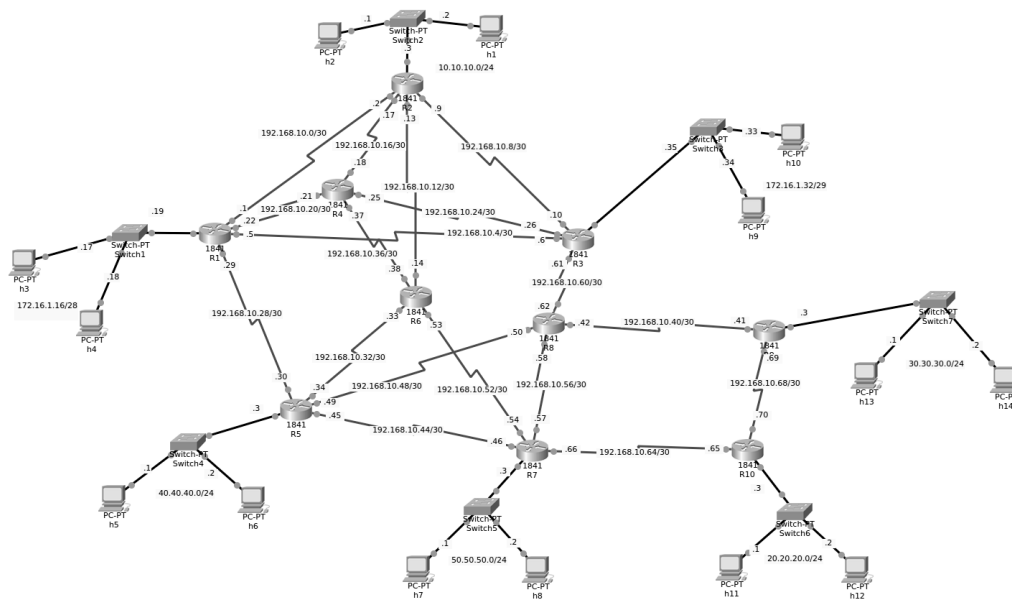 .1
.2
Switch-PT
Switch2
PC-PT
h2
PC-PT
h1
.3
10.10.10.0/24
1841
R2
.2
.17
.13
.9
192.168.10.0/30
192.168.10.16/30
192.168.10.8/30
.33
Switch-PT
.35
PC-PT
h10
.34
172.16.1.32/29
PC-PT
h9
.18
192.168.10.12/30
.21
.25
1841
R4
192.168.10.20/30
.37
192.168.10.24/30
.1
.22
.5
.10
.26
.6
192.168.10.4/30
1841
R3
.19
Switch-PT
Switch1
1841
R1
.17
PC-PT
h3
.18
172.16.1.16/28
PC-PT
h4
.29
192.168.10.36/30
.38
.14
.61
192.168.10.60/30
.62
192.168.10.28/30
.33
1841
R6
.53
.50
.42
1841
R8
192.168.10.40/30
.41
1841
.69
.3
Switch-PT
Switch7
.58
192.168.10.32/30
192.168.10.48/30
192.168.10.52/30
192.168.10.56/30
192.168.10.68/30
.1
.2
30.30.30.0/24
PC-PT
h13
PC-PT
h14
.30
.34
.49
.45
1841
R5
192.168.10.44/30
.54
.57
.46
.66
1841
R7
192.168.10.64/30
.65
.70
1841
R10
.3
Switch-PT
Switch4
.1
.2
40.40.40.0/24
PC-PT
h5
PC-PT
h6
.3
Switch-PT
Switch5
.1
.2
50.50.50.0/24
PC-PT
h7
PC-PT
h8
.3
Switch-PT
Switch6
.1
.2
20.20.20.0/24
PC-PT
h11
PC-PT
h12